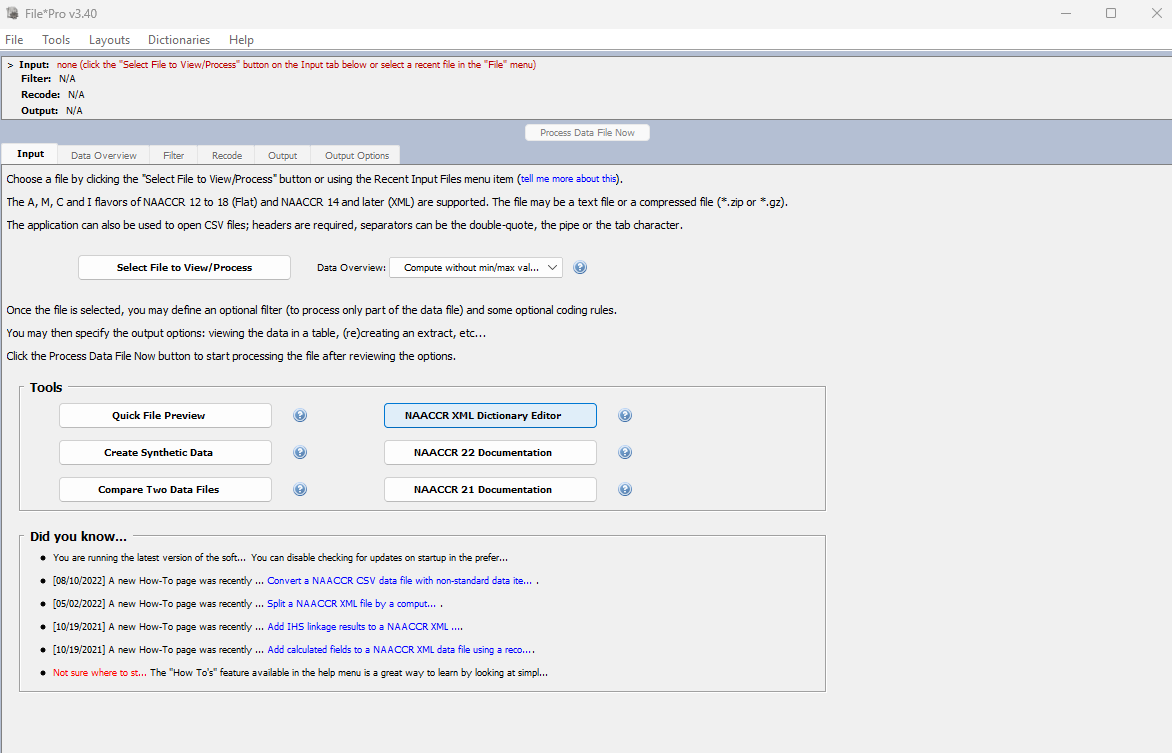 File*Pro v3.40
File Tools Layouts Dictionaries Help
> Input: none (click the "Select File to View/Process" button on the Input tab below or select a recent file in the "File" menu)
Filter: N/A
Recode: N/A
Output: N/A
Process Data File Now
Input Data Overview Filter Recode Output Output Options
Choose a file by clicking the "Select File to View/Process" button or using the Recent Input Files menu item (tell me more about this).
The A, M, C and I flavors of NAACCR 12 to 18 (Flat) and NAACCR 14 and later (XML) are supported. The file may be a text file or a compressed file (*.zip or *.gz).
The application can also be used to open CSV files; headers are required, separators can be the double-quote, the pipe or the tab character.
Select File to View/Process Data Overview: Compute without min/max val...
Once the file is selected, you may define an optional filter (to process only part of the data file) and some optional coding rules.
You may then specify the output options: viewing the data in a table, (re)creating an extract, etc...
Click the Process Data File Now button to start processing the file after reviewing the options.
Tools
Quick File Preview NAACCR XML Dictionary Editor
Create Synthetic Data NAACCR 22 Documentation
Compare Two Data Files NAACCR 21 Documentation
Did you know...
● You are running the latest version of the soft... You can disable checking for updates on startup in the prefer...
● [08/10/2022] A new How-To page was recently ... Convert a NAACCR CSV data file with non-standard data ite... .
● [05/02/2022] A new How-To page was recently ... Split a NAACCR XML file by a comput... .
● [10/19/2021] A new How-To page was recently ... Add IHS linkage results to a NAACCR XML ....
● [10/19/2021] A new How-To page was recently ... Add calculated fields to a NAACCR XML data file using a reco....
● Not sure where to st... The "How To's" feature available in the help menu is a great way to learn by looking at simpl...